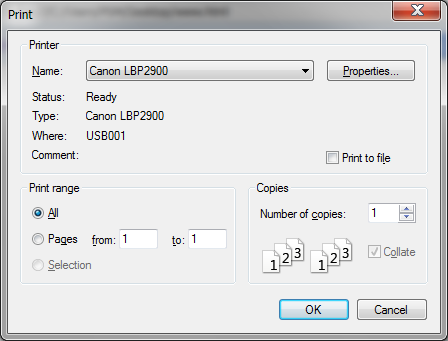 Print
Printer
Name: Canon LBP2900 Properties...
Status: Ready
Type: Canon LBP2900
Where: USB001
Comment: Print to file
Print range
All
Pages from: 1 to: 1
Selection
Copies
Number of copies: 1
1 2 3 1 2 3 Collate
OK Cancel